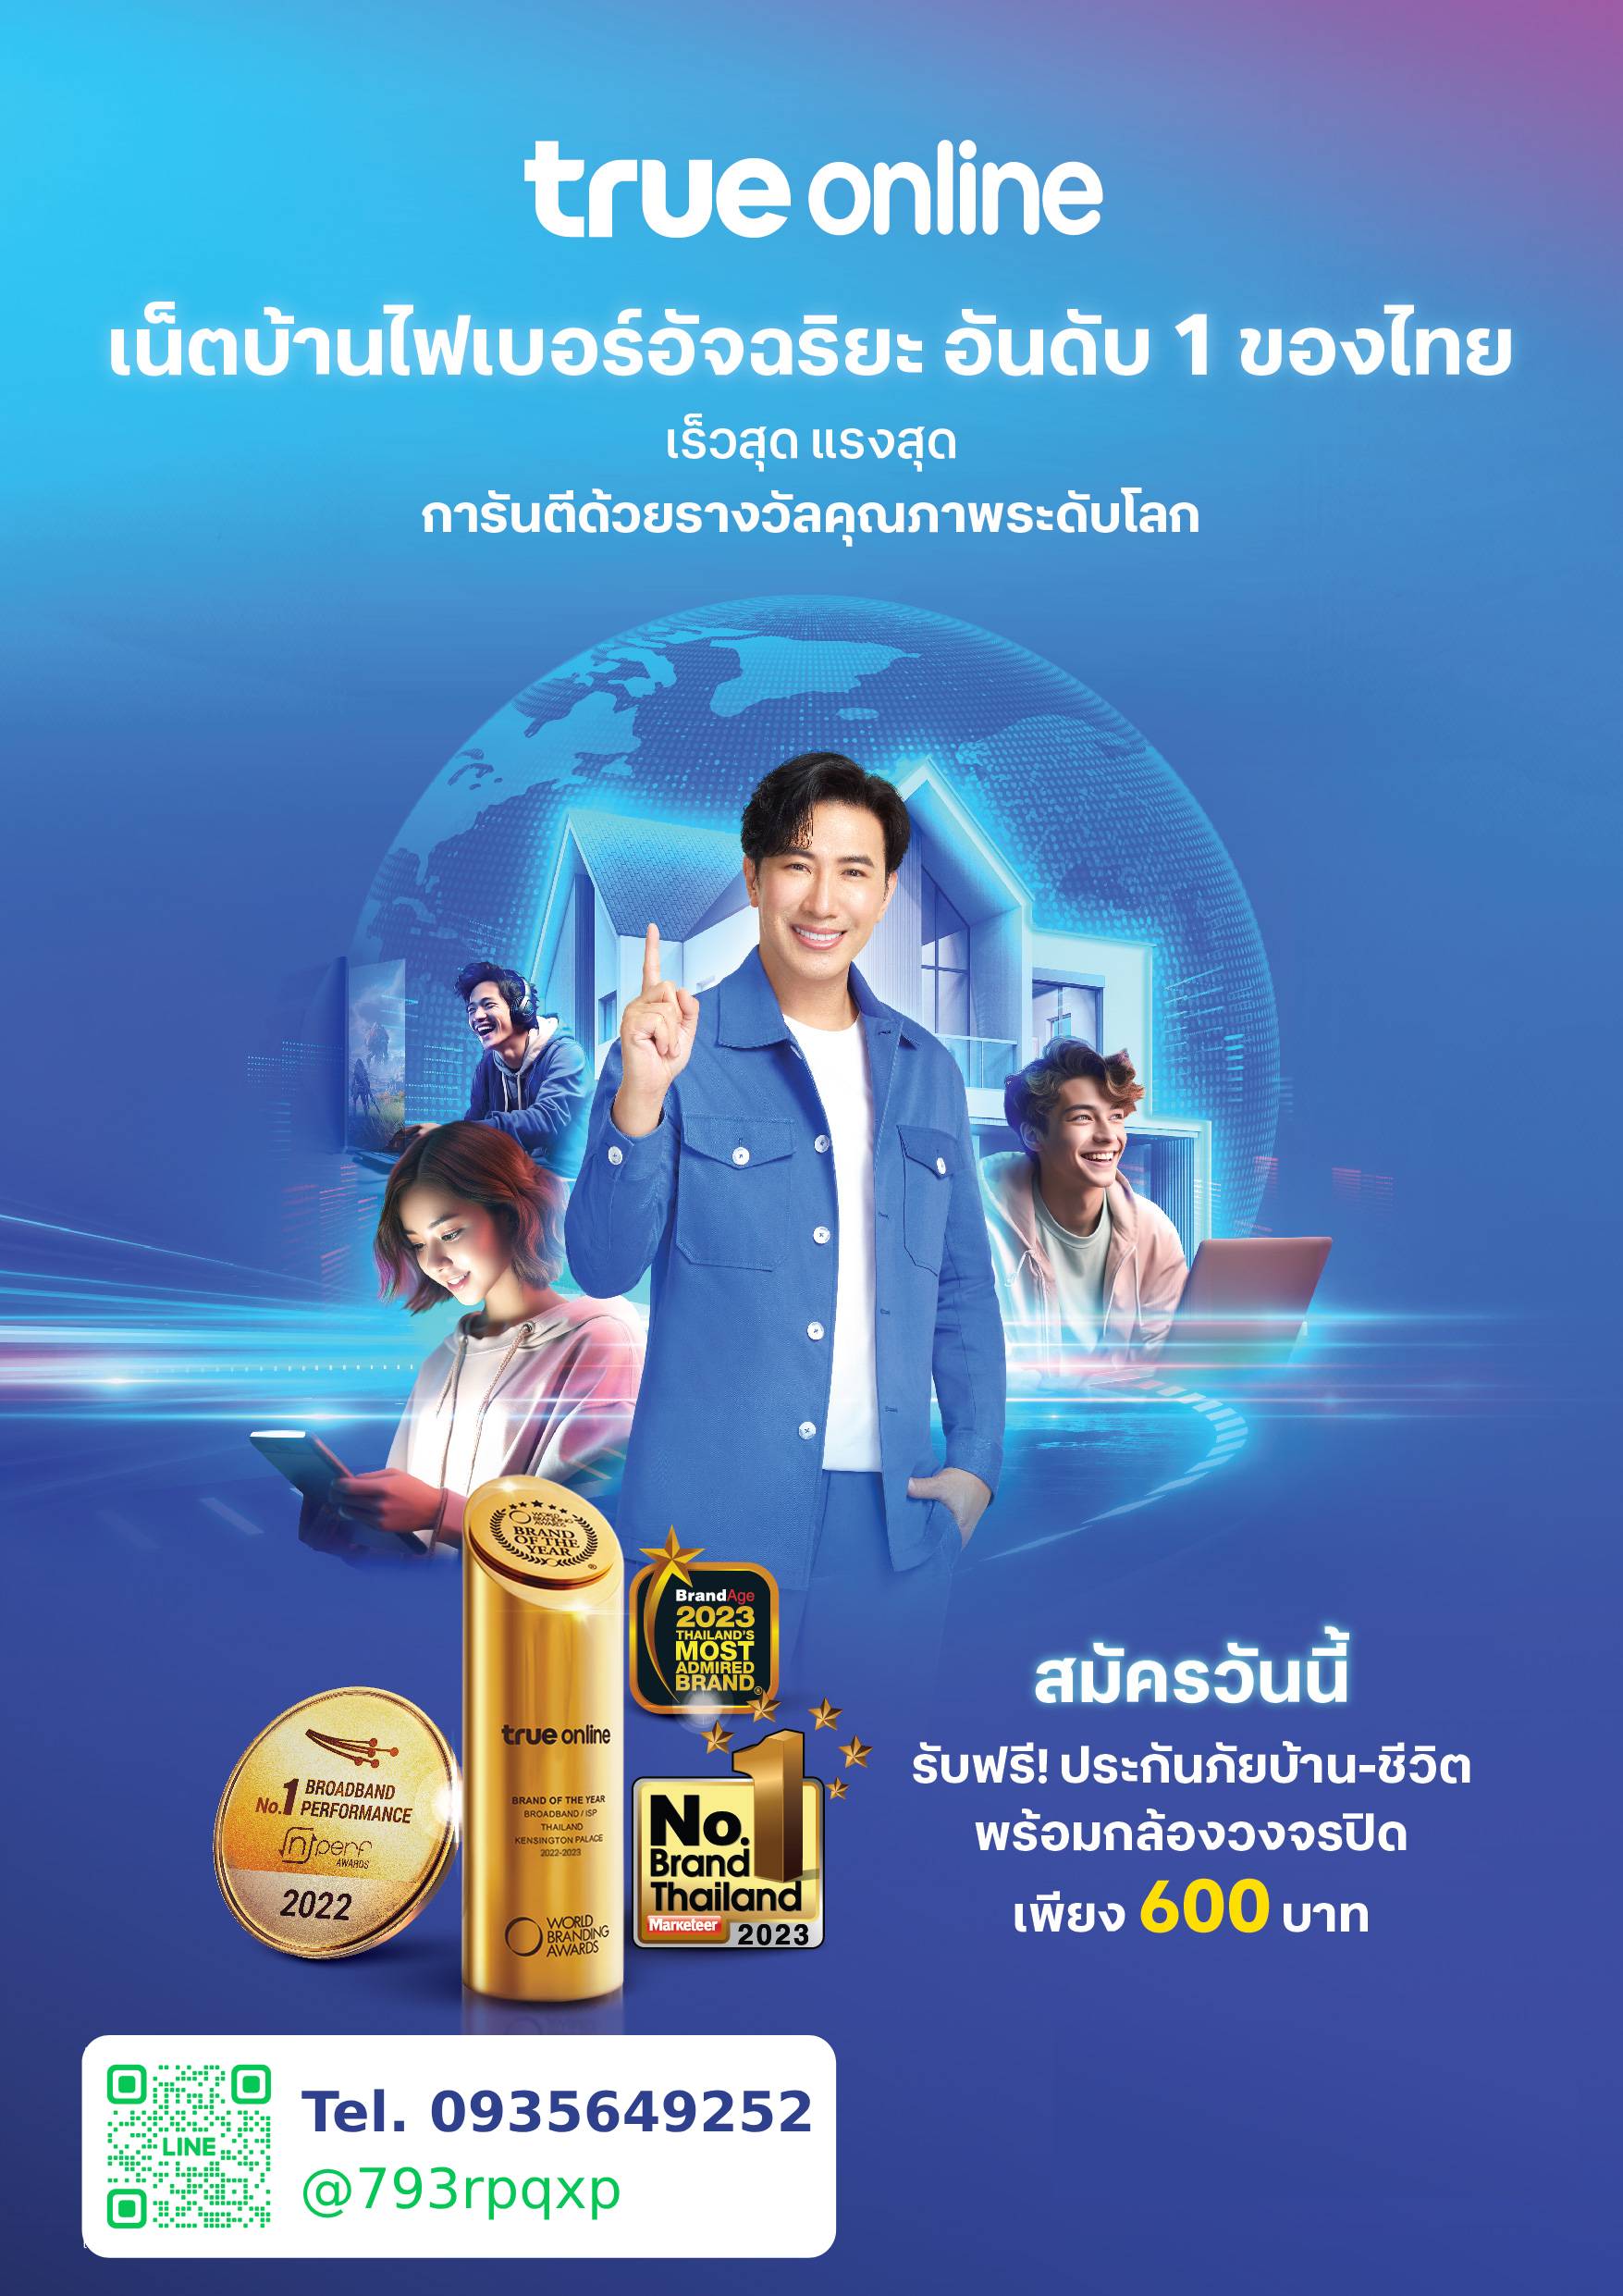 true online
เน็ตบ้านไฟเบอร์อัจฉริยะ อันดับ 1 ของไทย
เร็วสุด แรงสุด
การันตีด้วยรางวัลคุณภาพระดับโลก
WORLD
BRANDING
AWARDS
BRAND
OF THE
YEAR
BrandAge
2023
THAILAND'S
MOST
ADMIRED
BRAND
No.1 BROADBAND
PERFORMANCE
nperf
AWARDS
2022
true online
BRAND OF THE YEAR
BROADBAND / ISP
THAILAND
KENSINGTON PALACE
2022-2023
WORLD
BRANDING
AWARDS
No. 1
Brand
Thailand
Marketeer
2023
สมัครวันนี้
รับฟรี! ประกันภัยบ้าน-ชีวิต
พร้อมกล้องวงจรปิด
เพียง 600 บาท
LINE
Tel. 0935649252
@793rpqxp